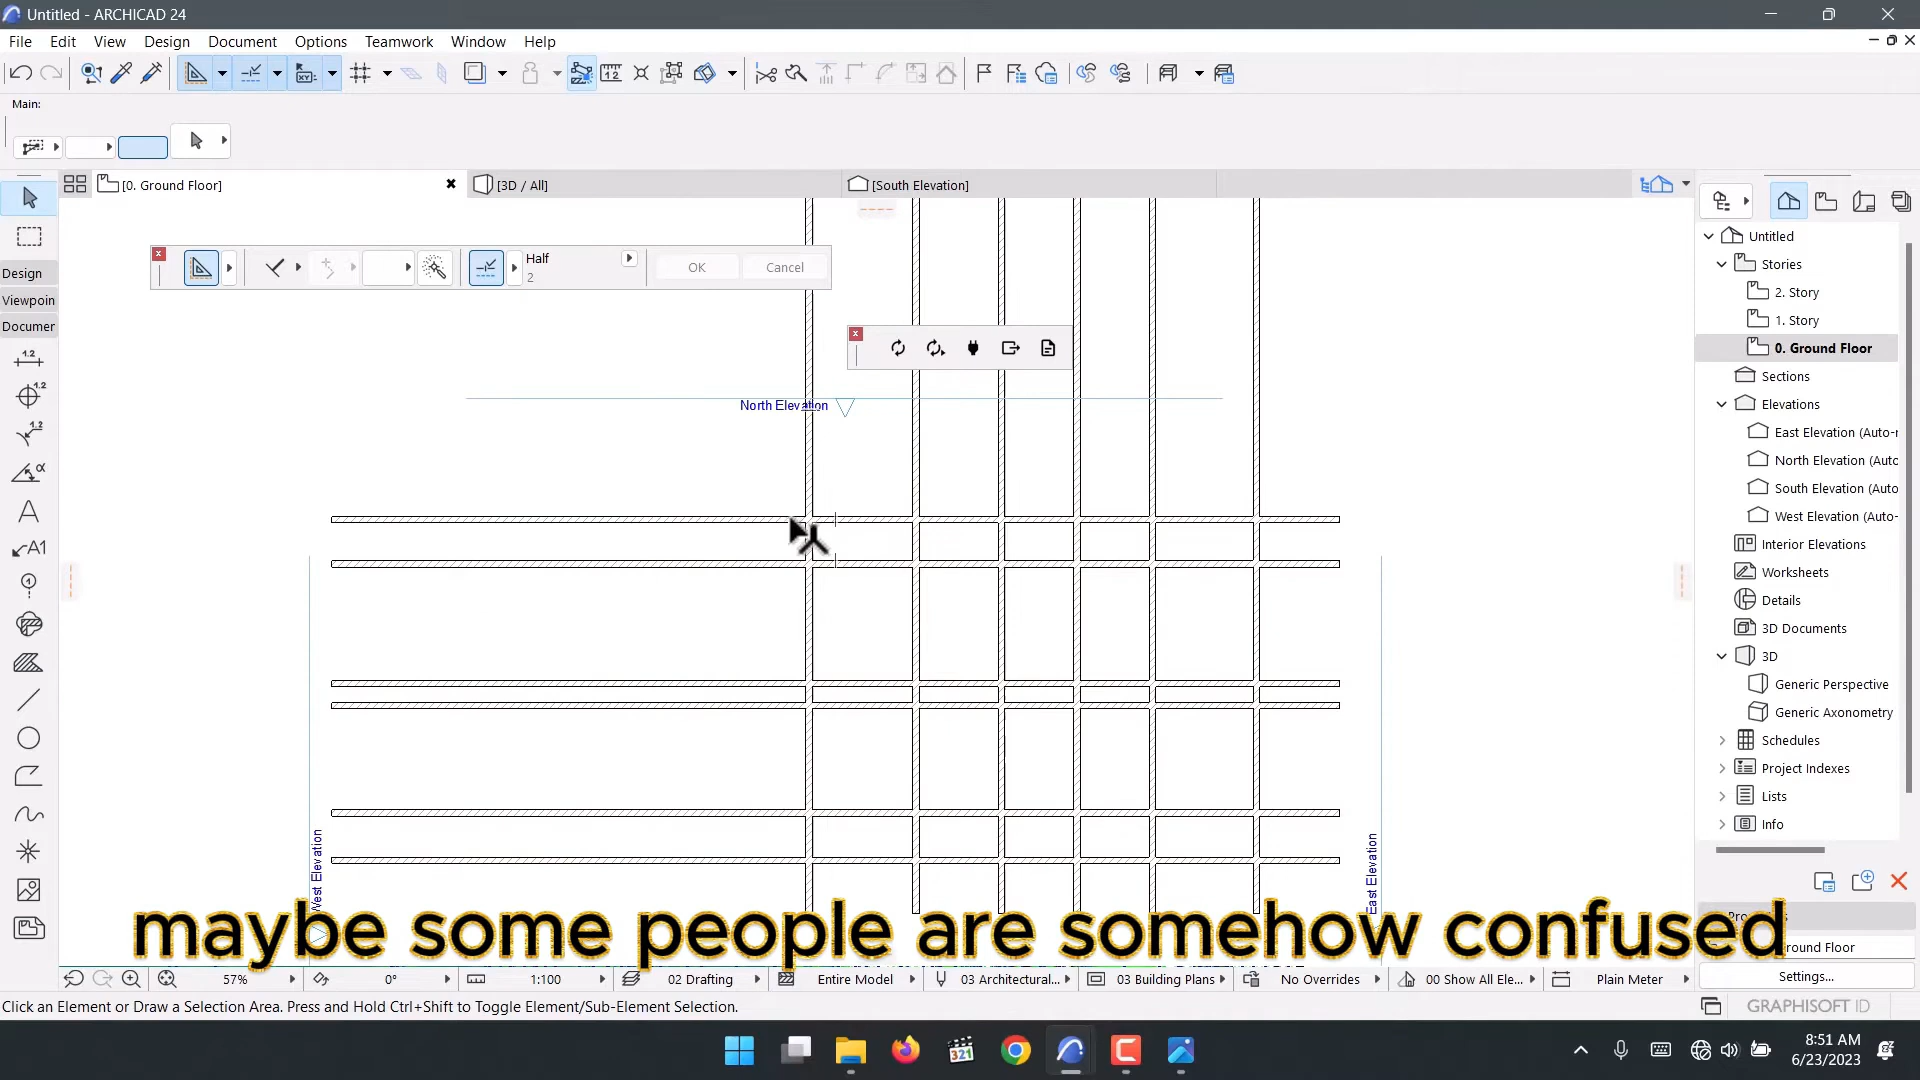 Untitled - ARCHICAD 24
File Edit View Design Document Options Teamwork Window Help
Main:
[0. Ground Floor] [3D / All] [South Elevation]
Half
2
OK Cancel
Design
Viewpoin
Documer
North Elevation
West Elevation
East Elevation
Untitled
Stories
2. Story
1. Story
0. Ground Floor
Sections
Elevations
East Elevation (Auto-r
North Elevation (Auto
South Elevation (Auto
West Elevation (Auto-
Interior Elevations
Worksheets
Details
3D Documents
3D
Generic Perspective
Generic Axonometry
Schedules
Project Indexes
Lists
Info
maybe some people are somehow confused
Ground Floor
Settings...
57% 0° 1:100 02 Drafting Entire Model 03 Architectural... 03 Building Plans No Overrides 00 Show All Ele... Plain Meter
Click an Element or Draw a Selection Area. Press and Hold Ctrl+Shift to Toggle Element/Sub-Element Selection.
GRAPHISOFT ID
8:51 AM
6/23/2023